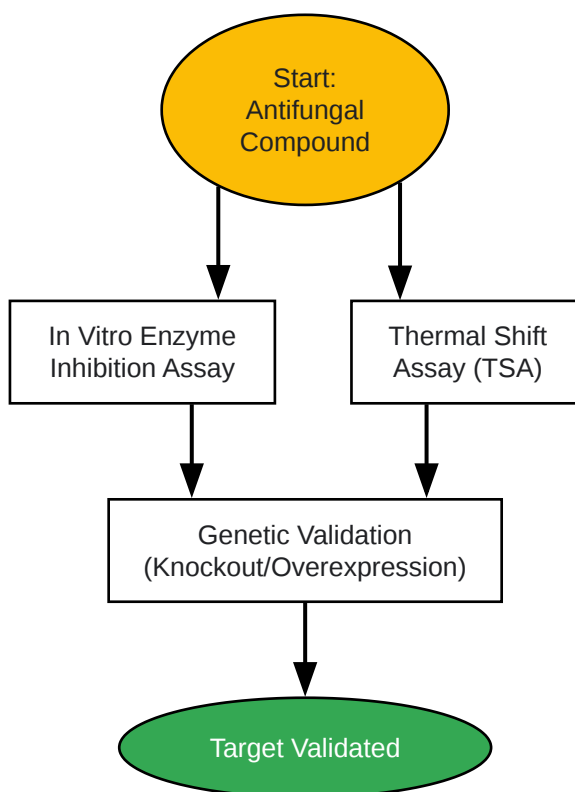 Start:
Antifungal
Compound
In Vitro Enzyme
Inhibition Assay
Thermal Shift
Assay (TSA)
Genetic Validation
(Knockout/Overexpression)
Target Validated